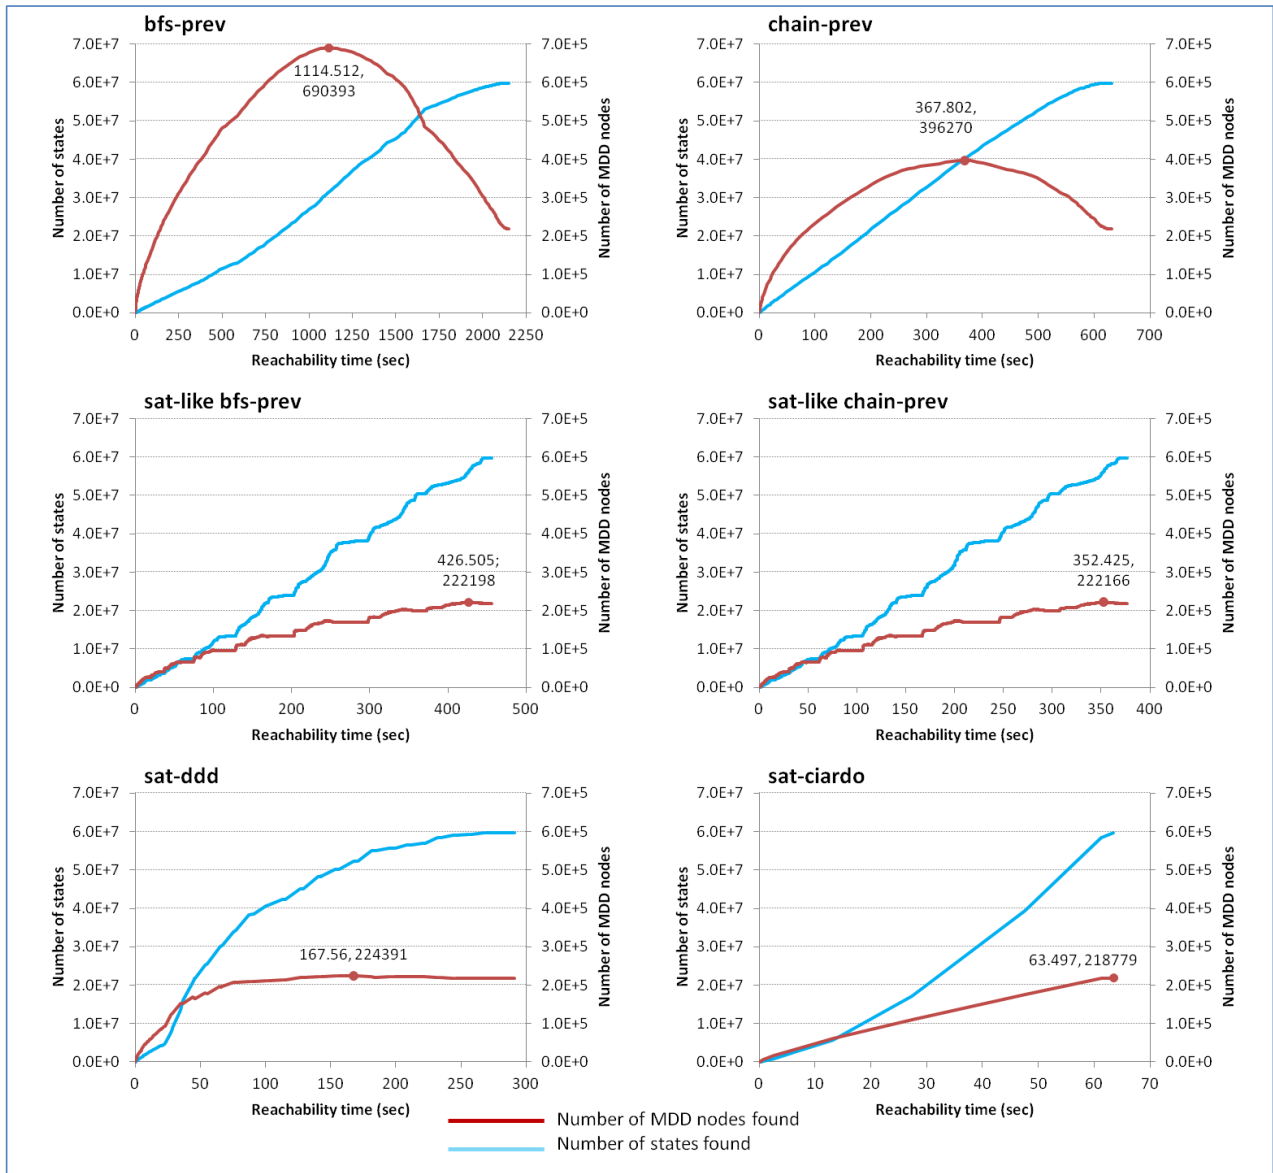 bfs-prev
7.0E+7
6.0E+7
5.0E+7
4.0E+7
3.0E+7
2.0E+7
1.0E+7
0.0E+0
Number of states
1114.512,
690393
7.0E+5
6.0E+5
5.0E+5
4.0E+5
3.0E+5
2.0E+5
1.0E+5
0.0E+0
Number of MDD nodes
0 250 500 750 1000 1250 1500 1750 2000 2250
Reachability time (sec)
chain-prev
7.0E+7
6.0E+7
5.0E+7
4.0E+7
3.0E+7
2.0E+7
1.0E+7
0.0E+0
Number of states
367.802,
396270
7.0E+5
6.0E+5
5.0E+5
4.0E+5
3.0E+5
2.0E+5
1.0E+5
0.0E+0
Number of MDD nodes
0 100 200 300 400 500 600 700
Reachability time (sec)
sat-like bfs-prev
7.0E+7
6.0E+7
5.0E+7
4.0E+7
3.0E+7
2.0E+7
1.0E+7
0.0E+0
Number of states
426.505;
222198
7.0E+5
6.0E+5
5.0E+5
4.0E+5
3.0E+5
2.0E+5
1.0E+5
0.0E+0
Number of MDD nodes
0 100 200 300 400 500
Reachability time (sec)
sat-like chain-prev
7.0E+7
6.0E+7
5.0E+7
4.0E+7
3.0E+7
2.0E+7
1.0E+7
0.0E+0
Number of states
352.425,
222166
7.0E+5
6.0E+5
5.0E+5
4.0E+5
3.0E+5
2.0E+5
1.0E+5
0.0E+0
Number of MDD nodes
0 50 100 150 200 250 300 350 400
Reachability time (sec)
sat-ddd
7.0E+7
6.0E+7
5.0E+7
4.0E+7
3.0E+7
2.0E+7
1.0E+7
0.0E+0
Number of states
167.56, 224391
7.0E+5
6.0E+5
5.0E+5
4.0E+5
3.0E+5
2.0E+5
1.0E+5
0.0E+0
Number of MDD nodes
0 50 100 150 200 250 300
Reachability time (sec)
sat-ciardo
7.0E+7
6.0E+7
5.0E+7
4.0E+7
3.0E+7
2.0E+7
1.0E+7
0.0E+0
Number of states
63.497, 218779
7.0E+5
6.0E+5
5.0E+5
4.0E+5
3.0E+5
2.0E+5
1.0E+5
0.0E+0
Number of MDD nodes
0 10 20 30 40 50 60 70
Reachability time (sec)
Number of MDD nodes found
Number of states found